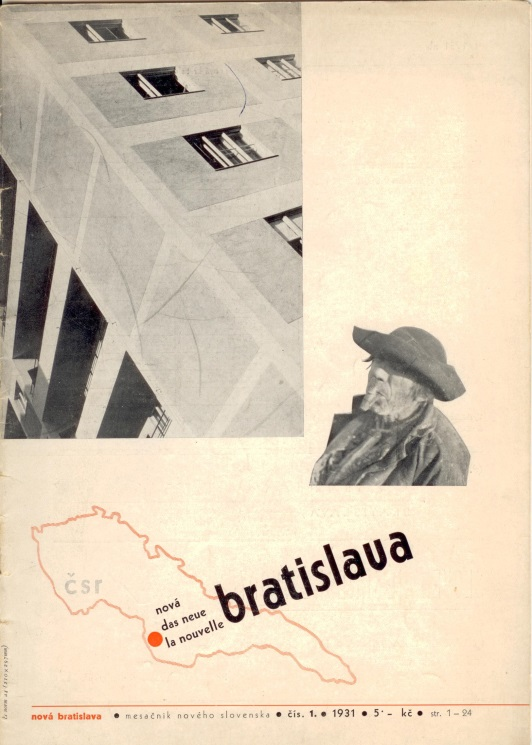 čsr
nová
das neue
la nouvelle
bratislava
nová bratislava • mesačník nového slovenska • čís. 1. • 1931 • 5·– kč • str. 1–24